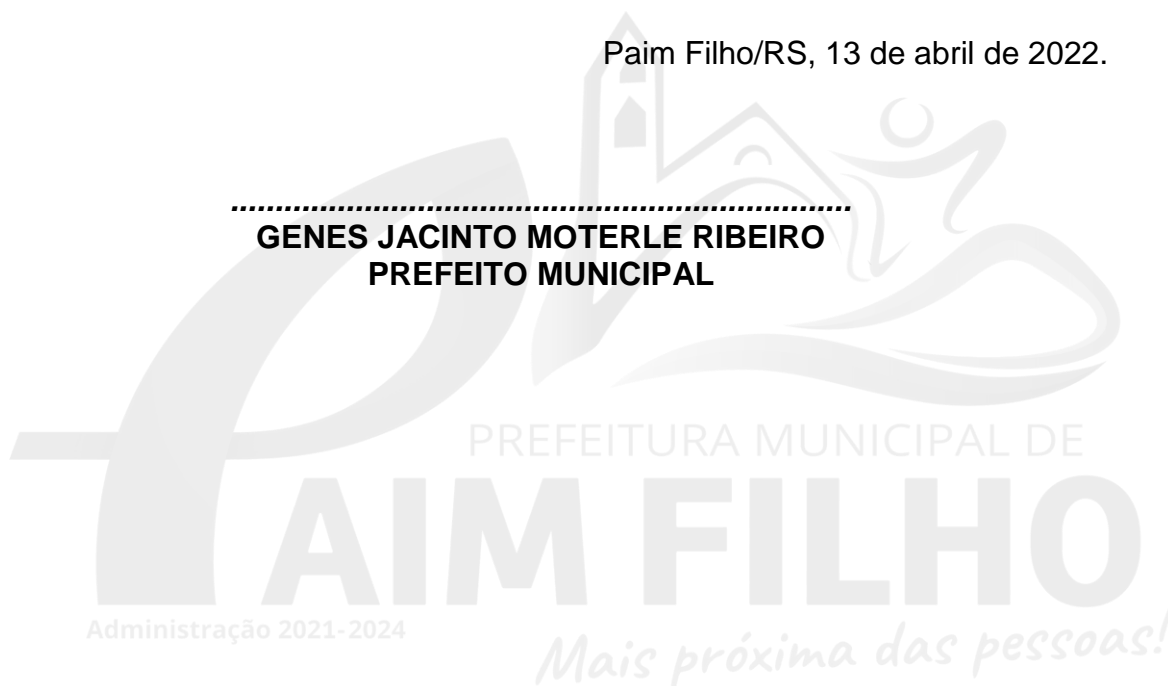 Paim Filho/RS, 13 de abril de 2022.
......................................................................
GENES JACINTO MOTERLE RIBEIRO
PREFEITO MUNICIPAL
PREFEITURA MUNICIPAL DE
PAIM FILHO
Administração 2021-2024
Mais próxima das pessoas!